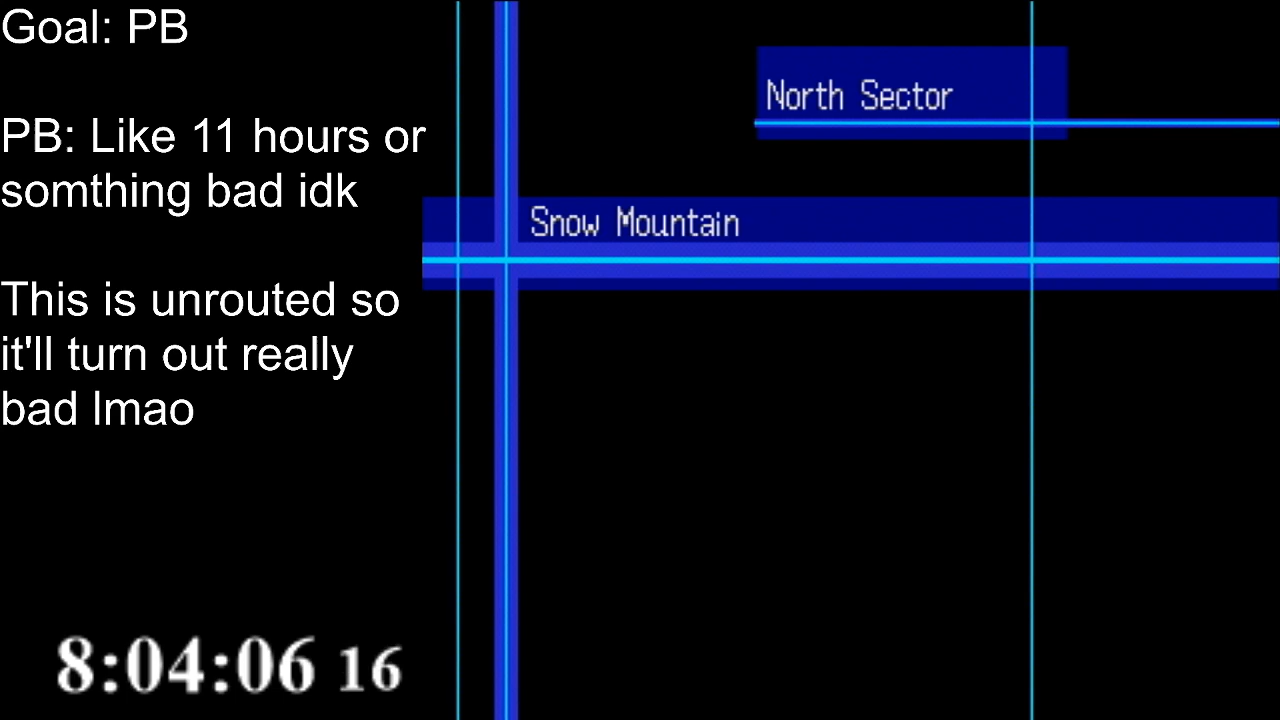 Goal: PB
PB: Like 11 hours or
somthing bad idk
This is unrouted so
it'll turn out really
bad lmao
North Sector
Snow Mountain
8:04:06 16